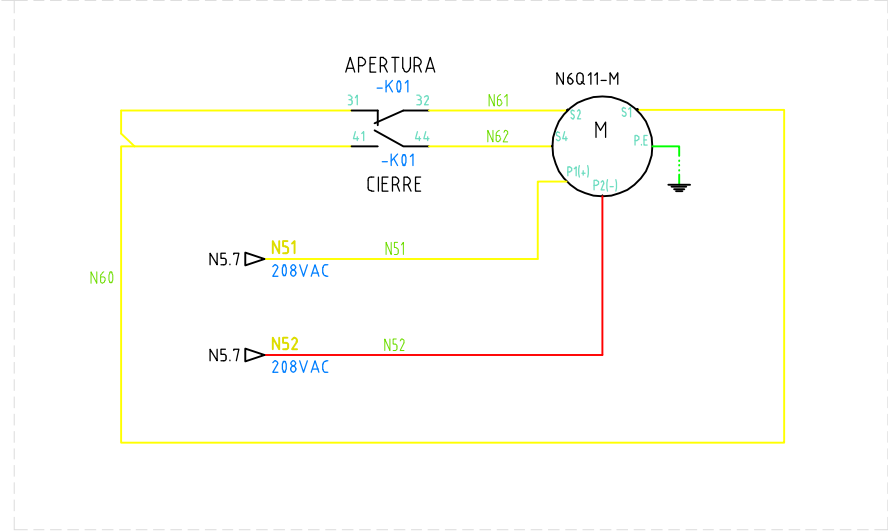 APERTURA
-K01
31
32
N61
N6Q11-M
S2
S1
M
41
44
N62
S4
P.E
-K01
CIERRE
P1(+)
P2(-)
N60
N5.7
N51
208VAC
N51
N5.7
N52
208VAC
N52